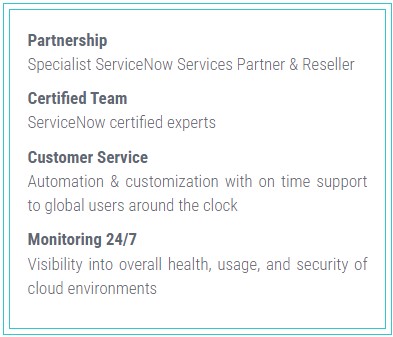 Partnership
Specialist ServiceNow Services Partner & Reseller
Certified Team
ServiceNow certified experts
Customer Service
Automation & customization with on time support
to global users around the clock
Monitoring 24/7
Visibility into overall health, usage, and security of
cloud environments